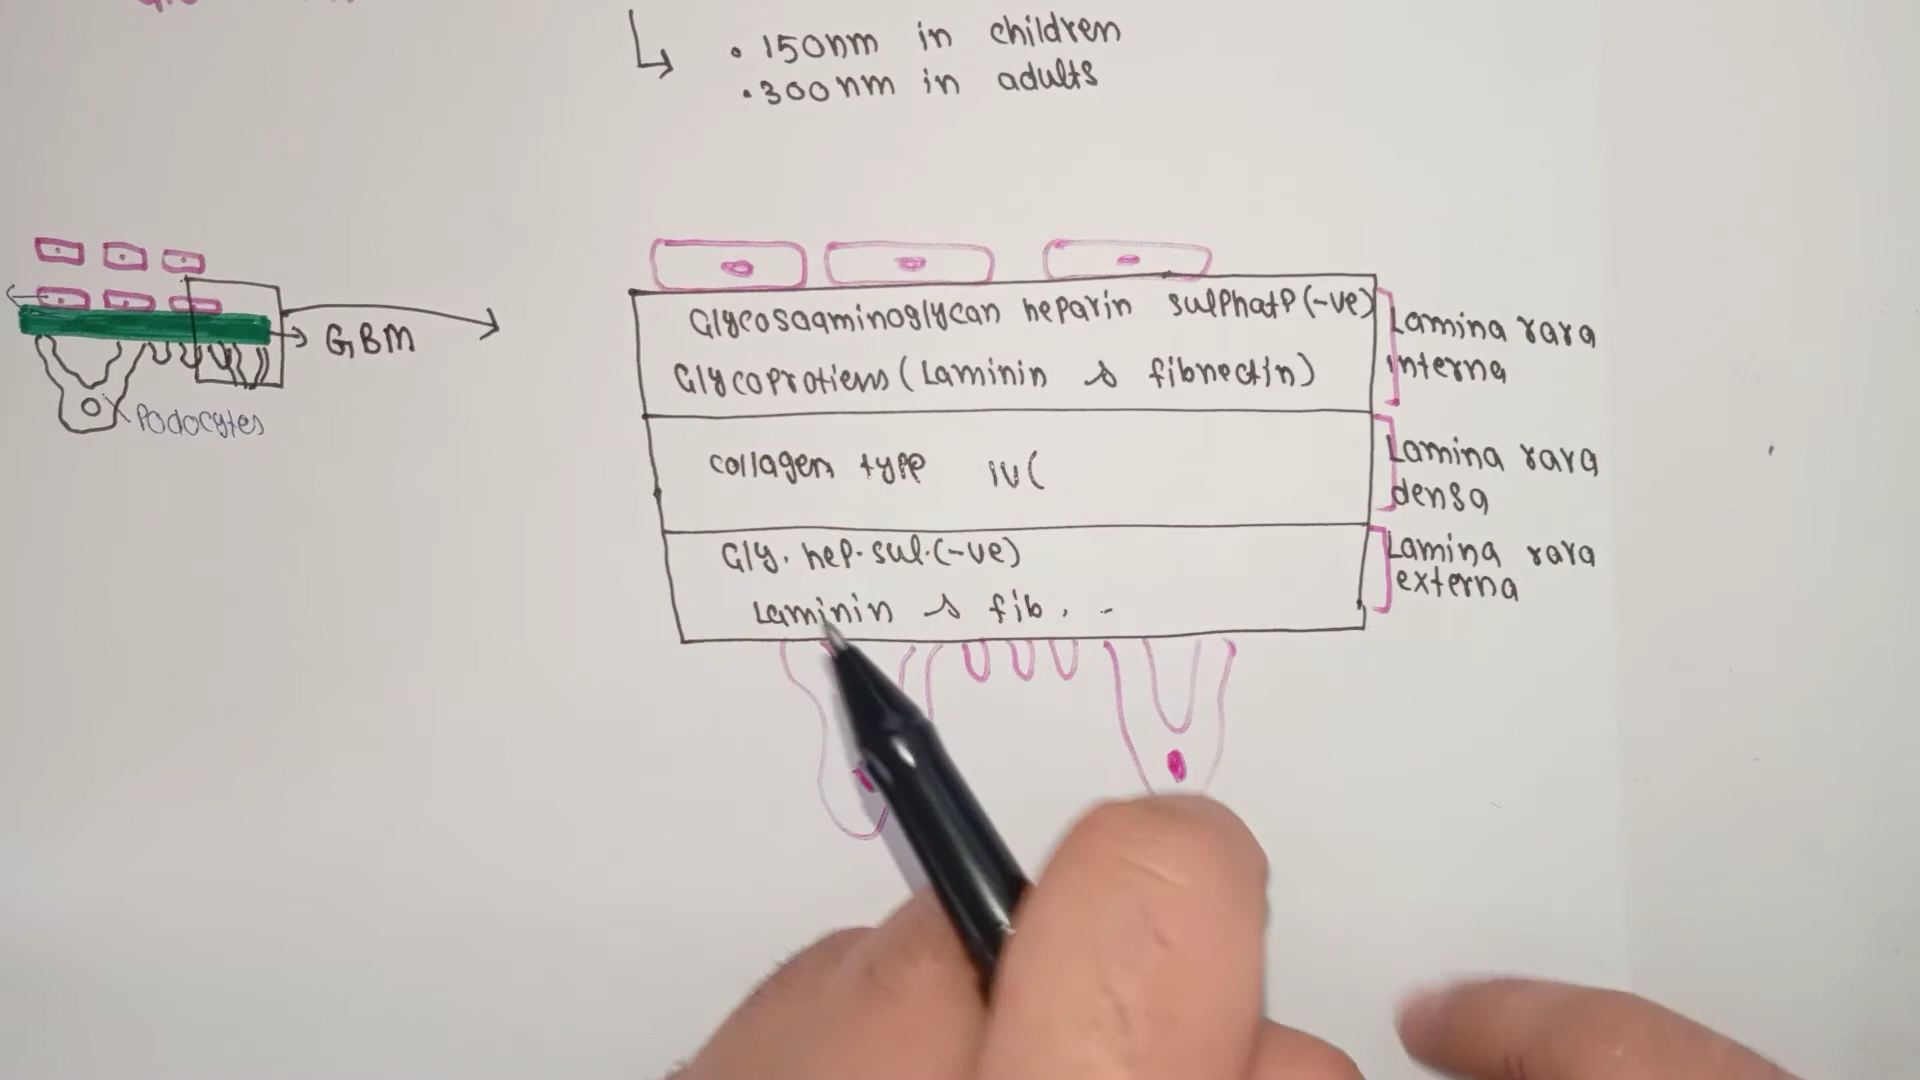 • 150nm in children
• 300nm in adults
GBM
Podocytes
Glycosaaminoglycan heparin sulphate (-ve)
Glycoprotiens (Laminin & fibnectin)
Lamina rara
interna
collagen type IV (
Lamina rara
densa
Gly. hep. sul. (-ve)
Laminin & fib. -
Lamina rara
externa